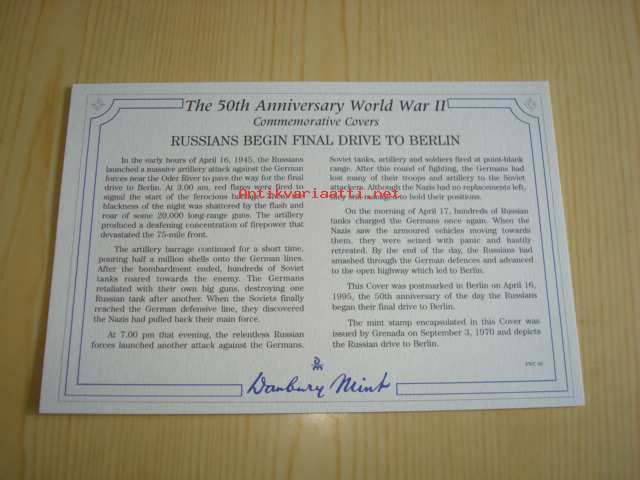 The 50th Anniversary World War II
Commemorative Covers
RUSSIANS BEGIN FINAL DRIVE TO BERLIN
In the early hours of April 16, 1945, the Russians
launched a massive artillery attack against the German
forces near the Oder River to pave the way for the final
drive to Berlin. At 3.00 am, red flares were fired to
signal the start of the ferocious barrage. Then the
blackness of the night was shattered by the flash and
roar of some 20,000 long-range guns. The artillery
produced a deafening concentration of firepower that
devastated the 75-mile front.
The artillery barrage continued for a short time,
pouring half a million shells onto the German lines.
After the bombardment ended, hundreds of Soviet
tanks roared towards the enemy. The Germans
retaliated with their own big guns, destroying one
Russian tank after another. When the Soviets finally
reached the German defensive line, they discovered
the Nazis had pulled back their main force.
At 7.00 pm that evening, the relentless Russian
forces launched another attack against the Germans.
Soviet tanks, artillery and soldiers fired at point-blank
range. After this round of fighting, the Germans had
lost many of their troops and artillery to the Soviet
attackers. Although the Nazis had no replacements left,
they still managed to hold their positions.
On the morning of April 17, hundreds of Russian
tanks charged the Germans once again. When the
Nazis saw the armoured vehicles moving towards
them, they were seized with panic and hastily
retreated. By the end of the day, the Russians had
smashed through the German defences and advanced
to the open highway which led to Berlin.
This Cover was postmarked in Berlin on April 16,
1995, the 50th anniversary of the day the Russians
began their final drive to Berlin.
The mint stamp encapsulated in this Cover was
issued by Grenada on September 3, 1970 and depicts
the Russian drive to Berlin.
Danbury Mint
Antikvariaatti.net